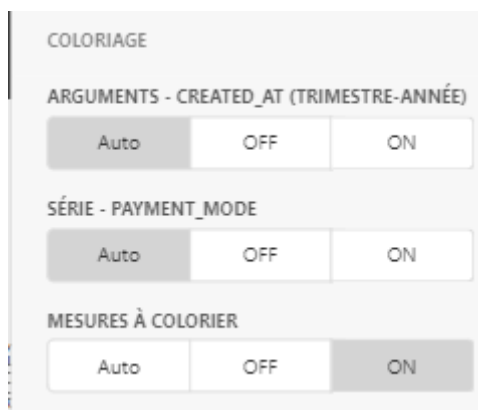 COLORIAGE
ARGUMENTS - CREATED_AT (TRIMESTRE-ANNÉE)
Auto OFF ON
SÉRIE - PAYMENT_MODE
Auto OFF ON
MESURES À COLORIER
Auto OFF ON